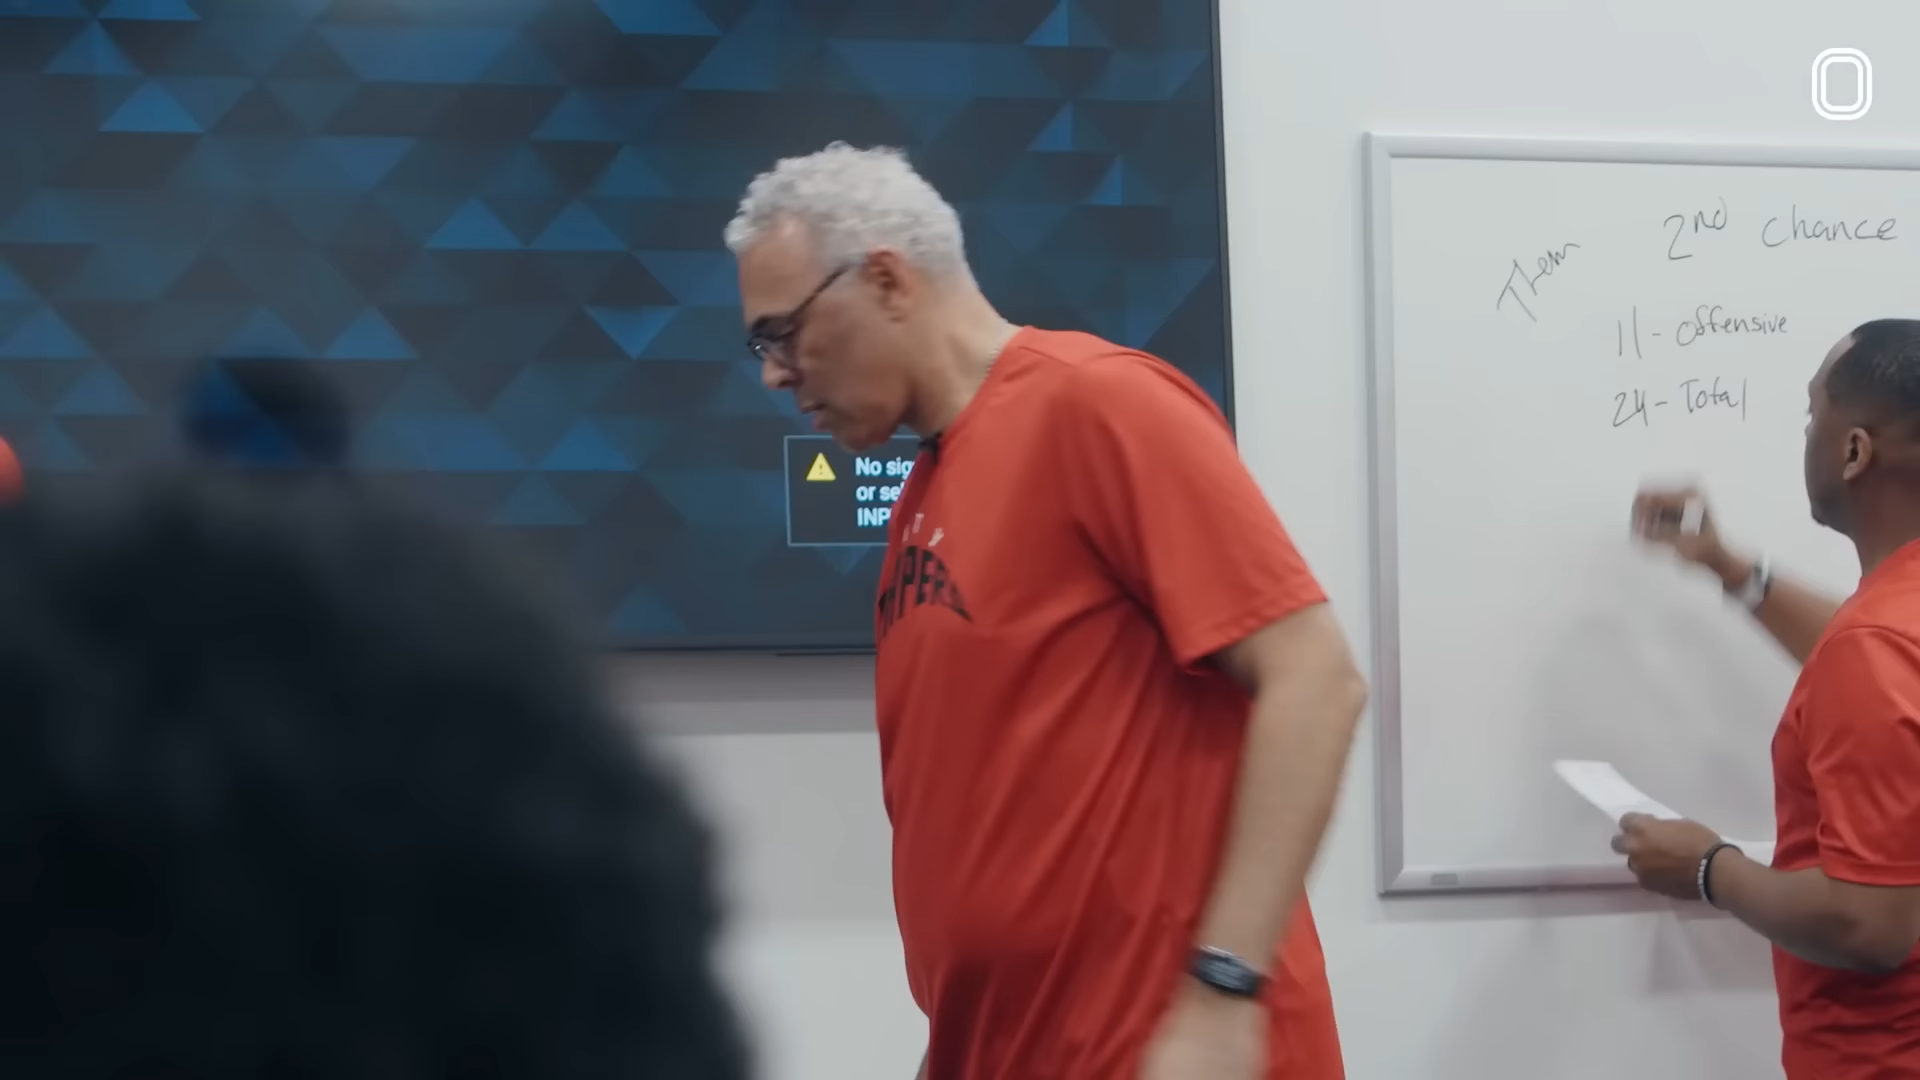 No sig
or se
INP
2nd Chance
Them
11- offensive
24- Total